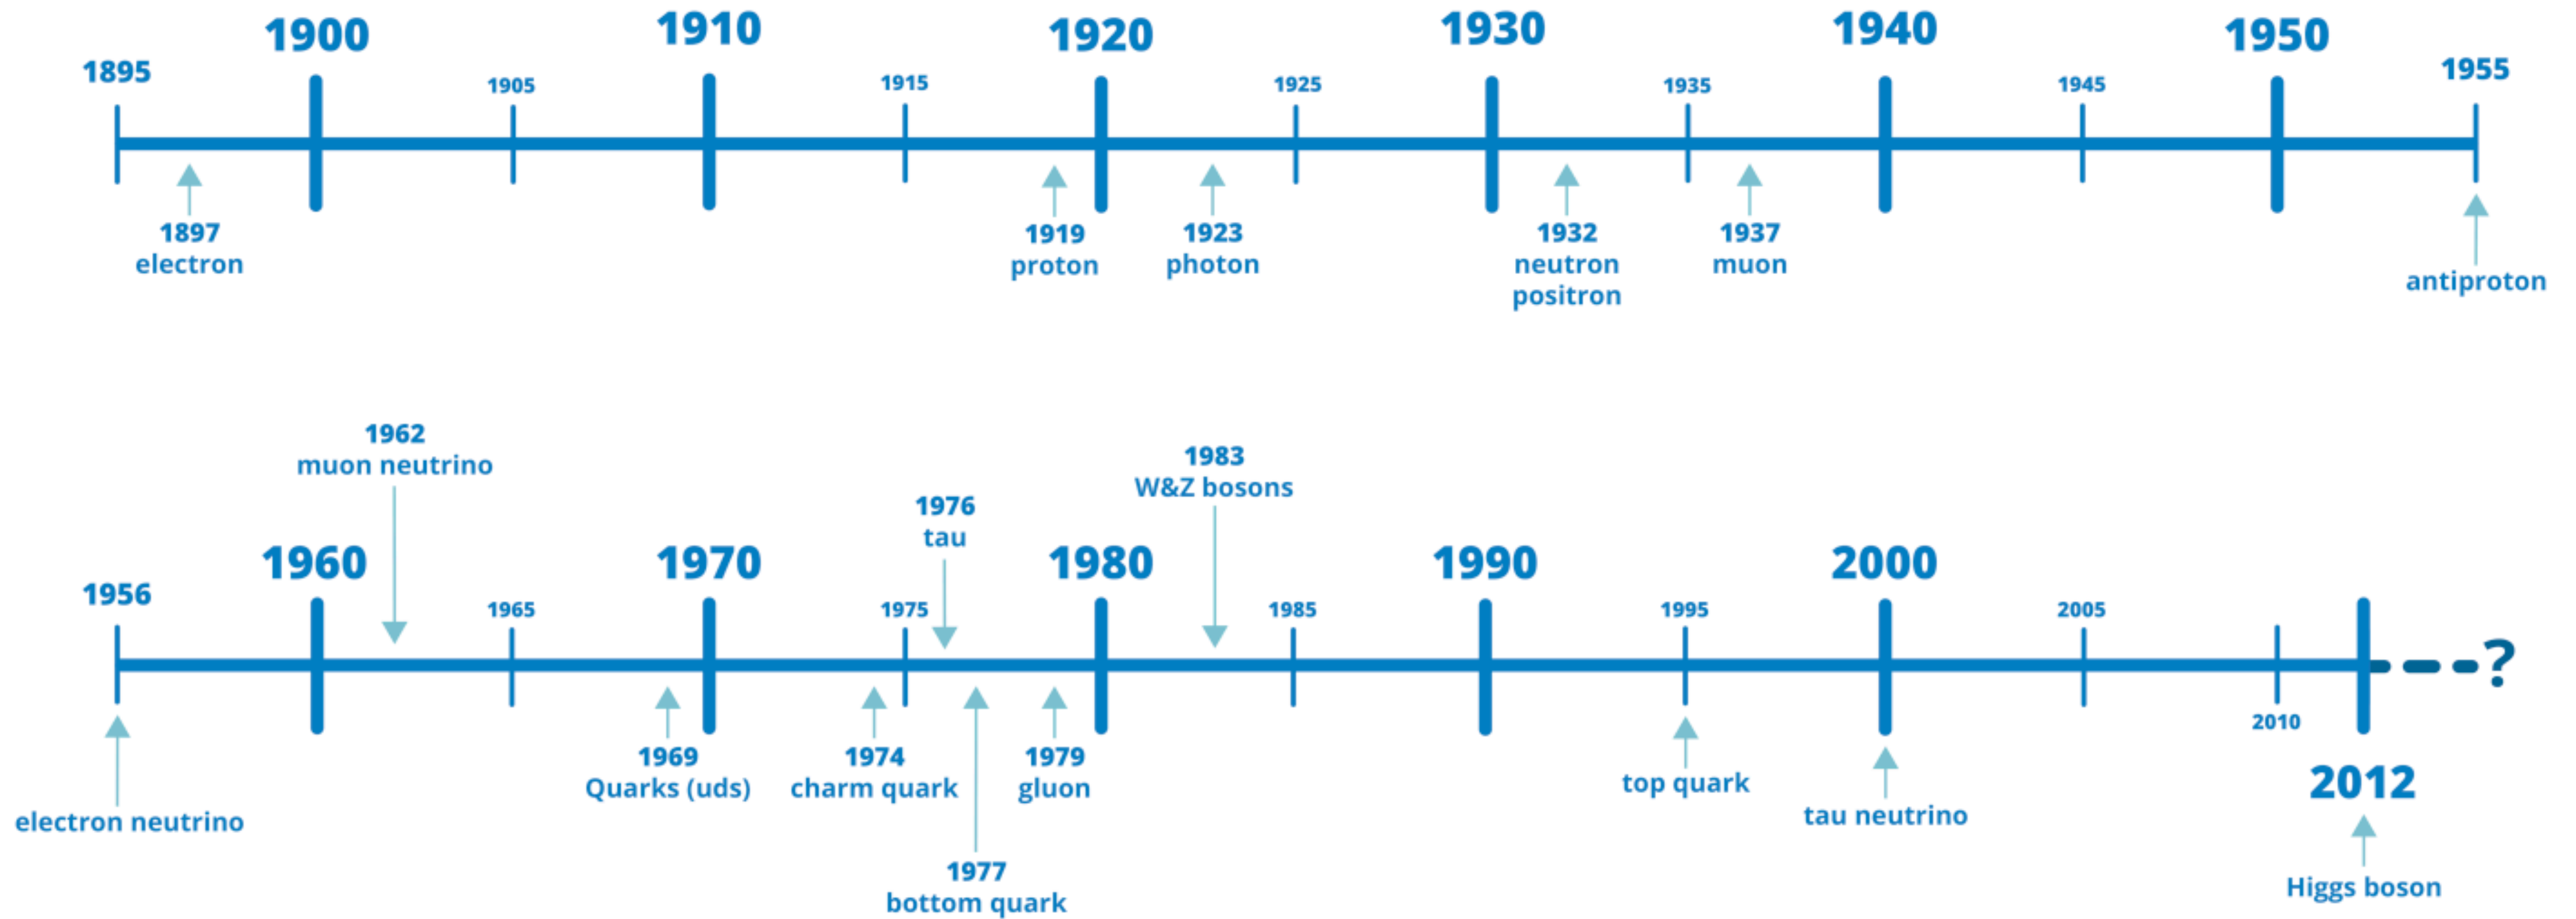 1895
1900
1905
1910
1915
1920
1925
1930
1935
1940
1945
1950
1955
1897
electron
1919
proton
1923
photon
1932
neutron
positron
1937
muon
antiproton
1962
muon neutrino
1976
tau
1983
W&Z bosons
1956
1960
1965
1970
1975
1980
1985
1990
1995
2000
2005
2010
2012
?
electron neutrino
1969
Quarks (uds)
1974
charm quark
1977
bottom quark
1979
gluon
top quark
tau neutrino
Higgs boson